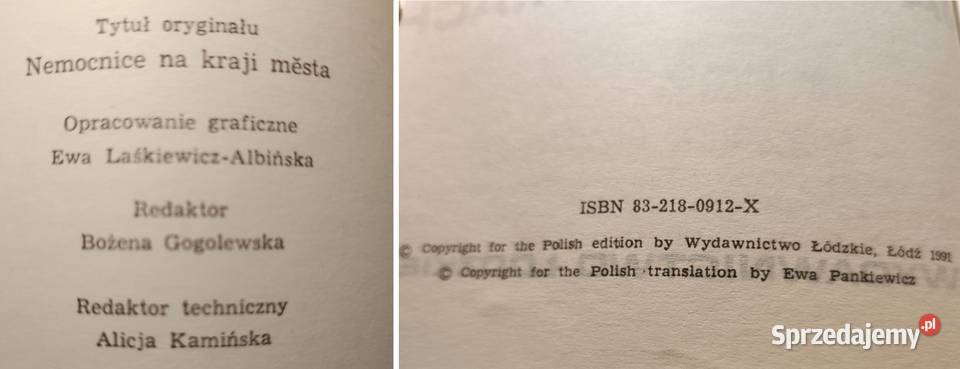 Tytuł oryginału
Nemocnice na kraji města
Opracowanie graficzne
Ewa Laśkiewicz-Albińska
Redaktor
Bożena Gogolewska
Redaktor techniczny
Alicja Kamińska
ISBN 83-218-0912-X
© Copyright for the Polish edition by Wydawnictwo Łódzkie, Łódź 1991
© Copyright for the Polish translation by Ewa Pankiewicz
Sprzedajemy.pl